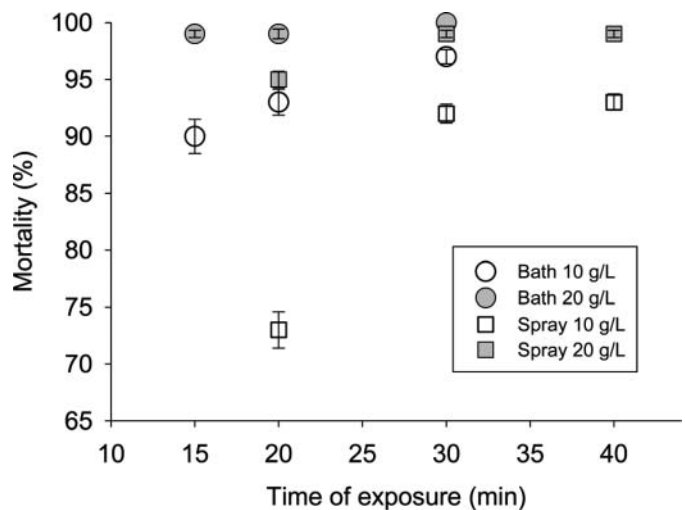 100
95
90
85
80
75
70
65
10
15
20
25
30
35
40
Mortality (%)
Time of exposure (min)
Bath 10 g/L
Bath 20 g/L
Spray 10 g/L
Spray 20 g/L